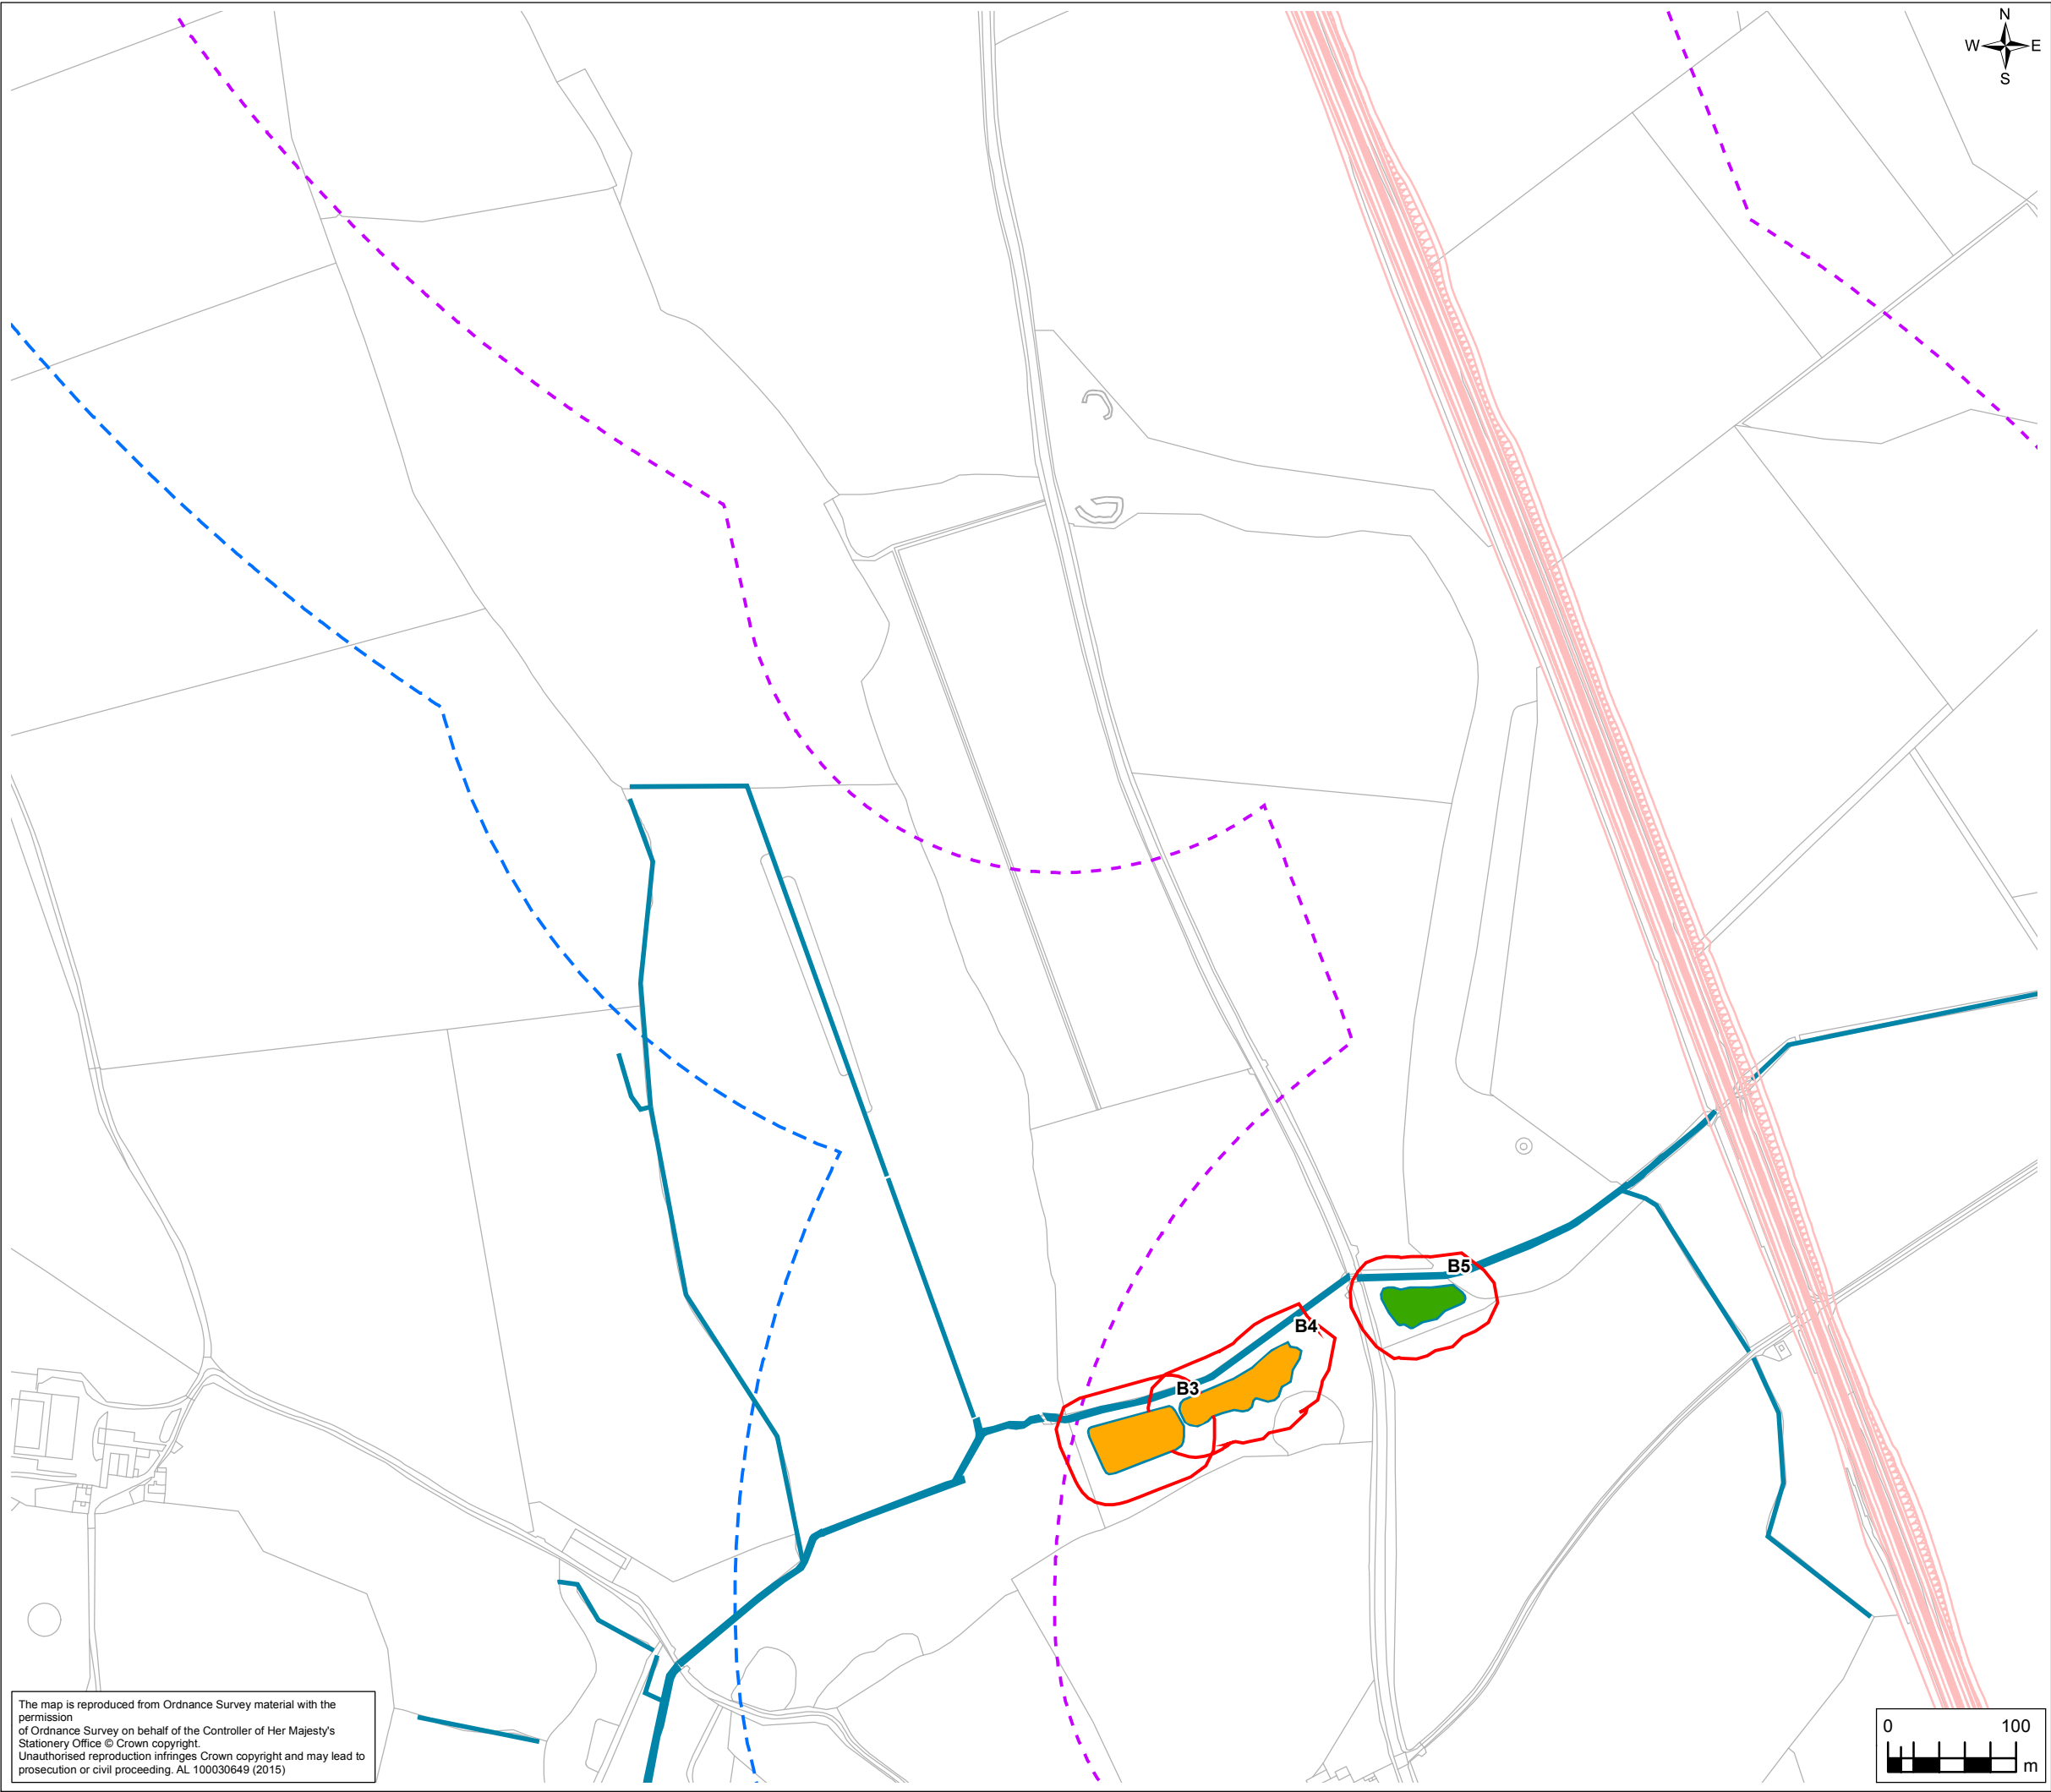 N
W E
S
B5
B4
B3
The map is reproduced from Ordnance Survey material with the
permission
of Ordnance Survey on behalf of the Controller of Her Majesty's
Stationery Office © Crown copyright.
Unauthorised reproduction infringes Crown copyright and may lead to
prosecution or civil proceeding. AL 100030649 (2015)
0 100
m